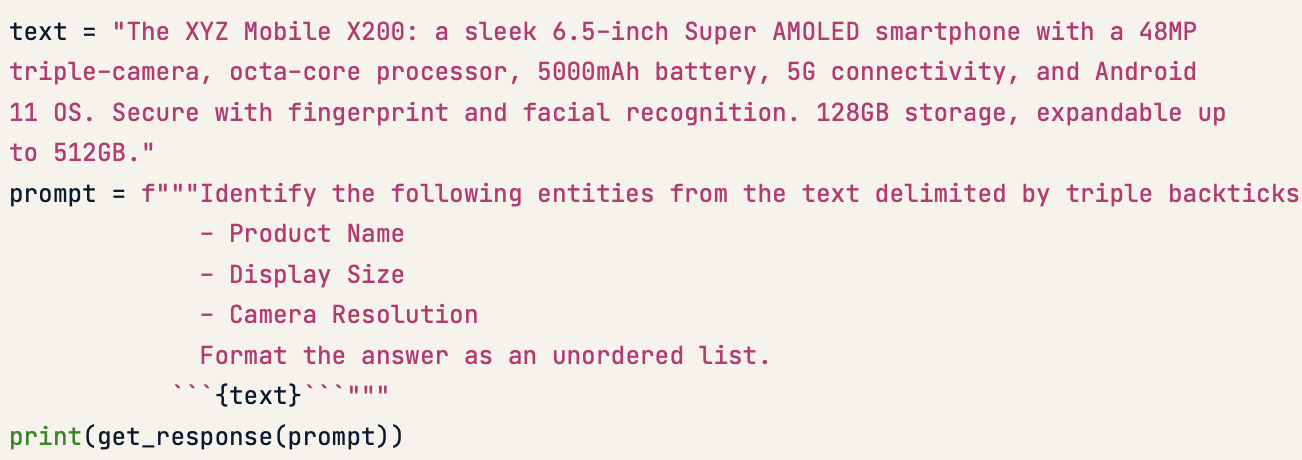 text = "The XYZ Mobile X200: a sleek 6.5-inch Super AMOLED smartphone with a 48MP
triple-camera, octa-core processor, 5000mAh battery, 5G connectivity, and Android
11 OS. Secure with fingerprint and facial recognition. 128GB storage, expandable up
to 512GB."
prompt = f"""Identify the following entities from the text delimited by triple backticks
- Product Name
- Display Size
- Camera Resolution
Format the answer as an unordered list.
```{text}```"""
print(get_response(prompt))